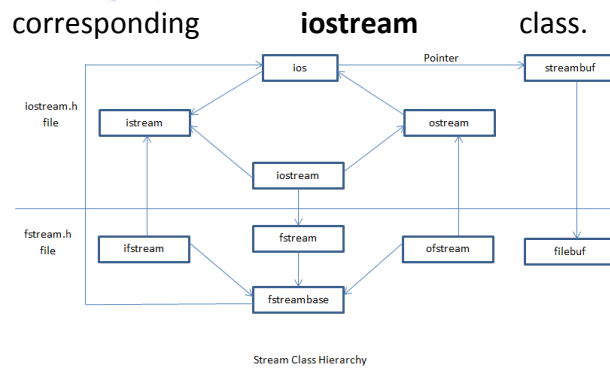 corresponding iostream class.
Pointer
ios
streambuf
iostream.h
file
istream
ostream
iostream
fstream.h
file
ifstream
fstream
ofstream
filebuf
fstreambase
Stream Class Hierarchy